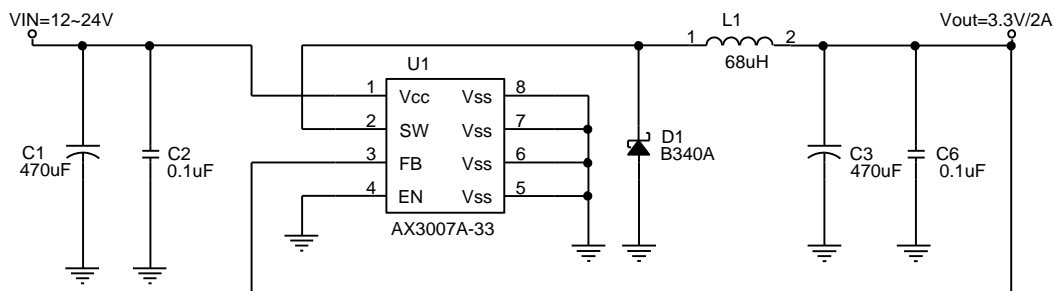 VIN=12~24V
L1
Vout=3.3V/2A
1
2
68uH
U1
1
Vcc
Vss
8
2
SW
Vss
7
3
FB
Vss
6
4
EN
Vss
5
AX3007A-33
C1
470uF
C2
0.1uF
D1
B340A
C3
470uF
C6
0.1uF